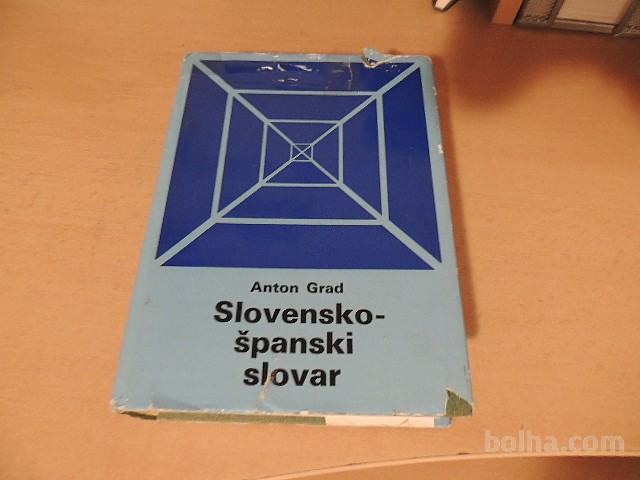 Anton Grad
Slovensko-
španski
slovar
bolha.com